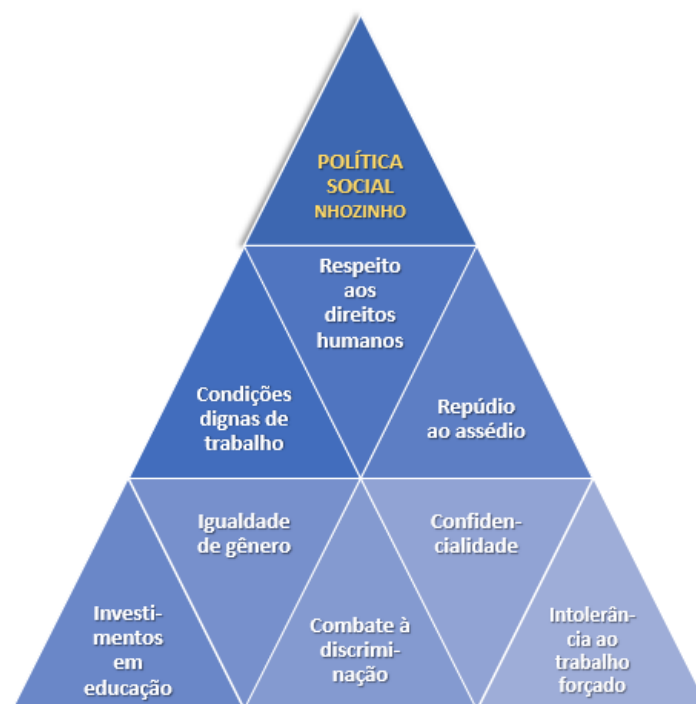 POLÍTICA
SOCIAL
NHOZINHO
Respeito
aos
direitos
humanos
Condições
dignas de
trabalho
Repúdio
ao assédio
Igualdade
de gênero
Confiden-
cialidade
Investi-
mentos
em
educação
Combate à
discrimi-
nação
Intolerân-
cia ao
trabalho
forçado